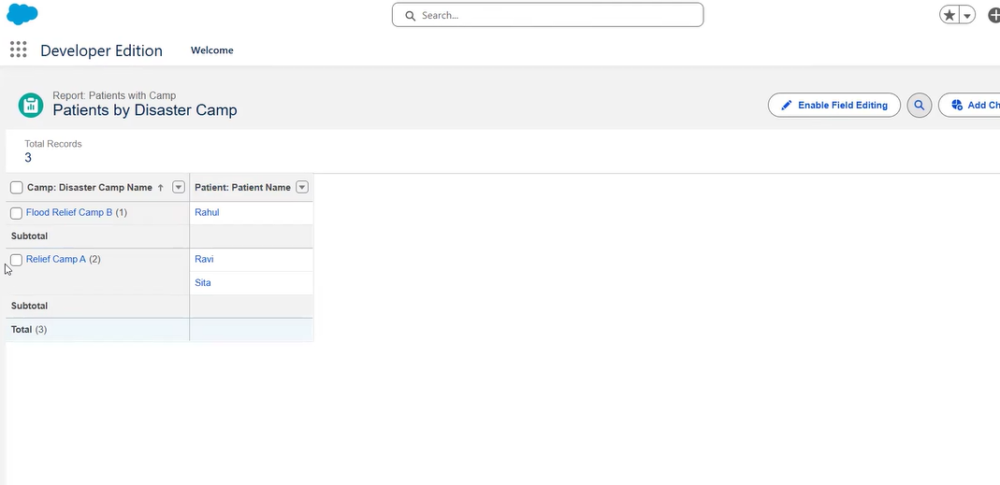 Search...
Developer Edition Welcome
Report: Patients with Camp
Patients by Disaster Camp
Enable Field Editing
Add Ch
Total Records
3
Camp: Disaster Camp Name ↑ Patient: Patient Name
Flood Relief Camp B (1) Rahul
Subtotal
Relief Camp A (2) Ravi
Sita
Subtotal
Total (3)